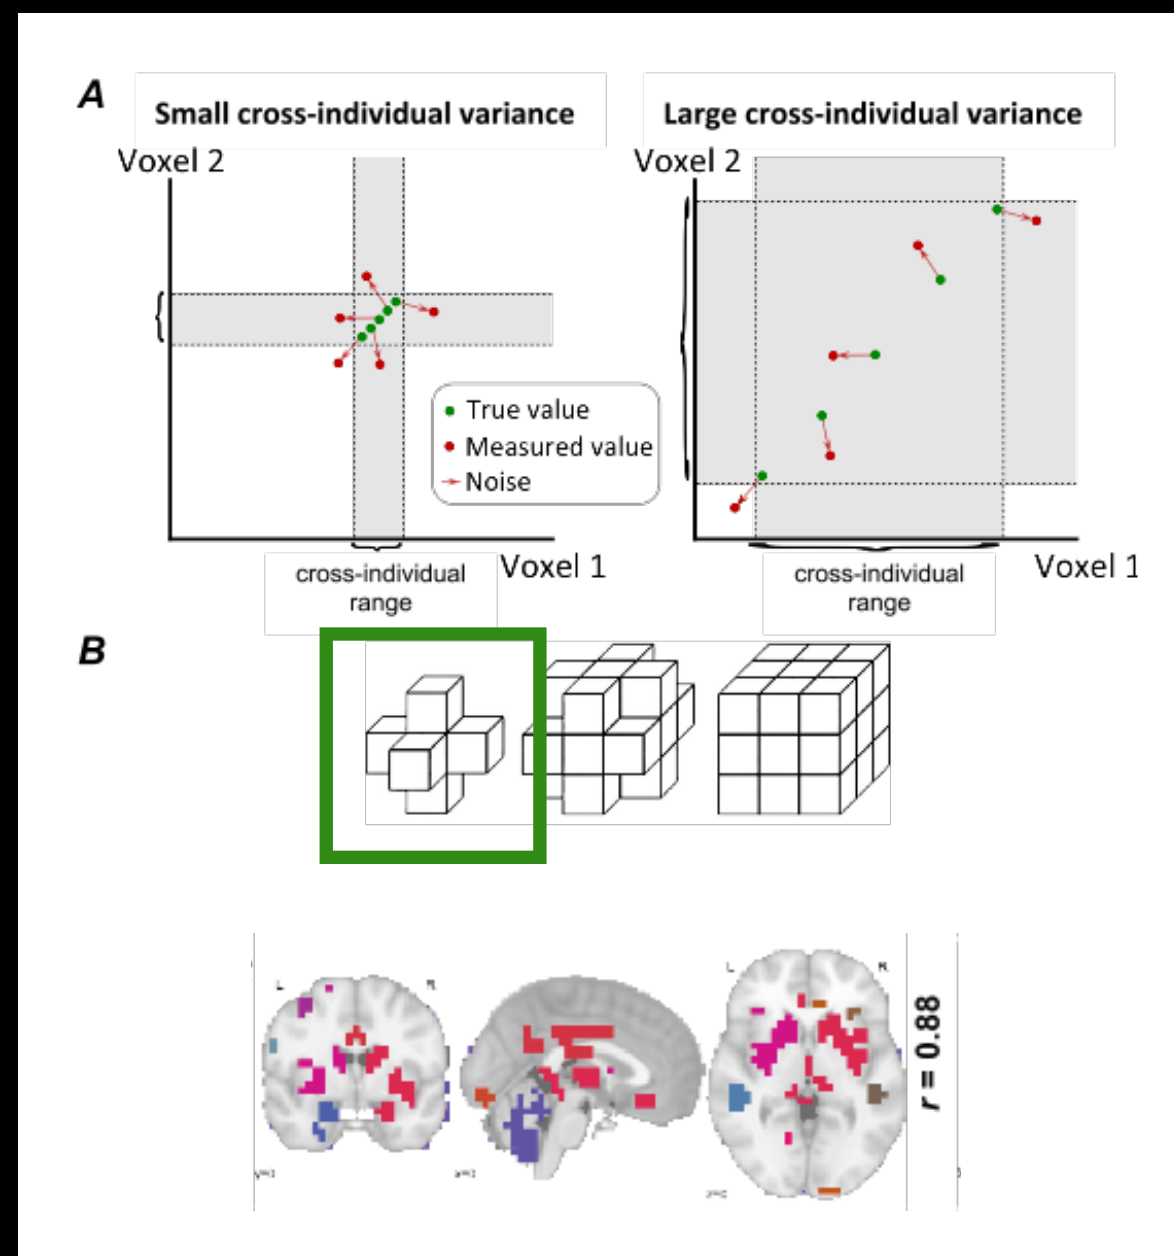 A
Small cross-individual variance
Large cross-individual variance
Voxel 2
Voxel 2
True value
Measured value
Noise
Voxel 1
Voxel 1
cross-individual
range
cross-individual
range
B
L
R
L
R
r = 0.88